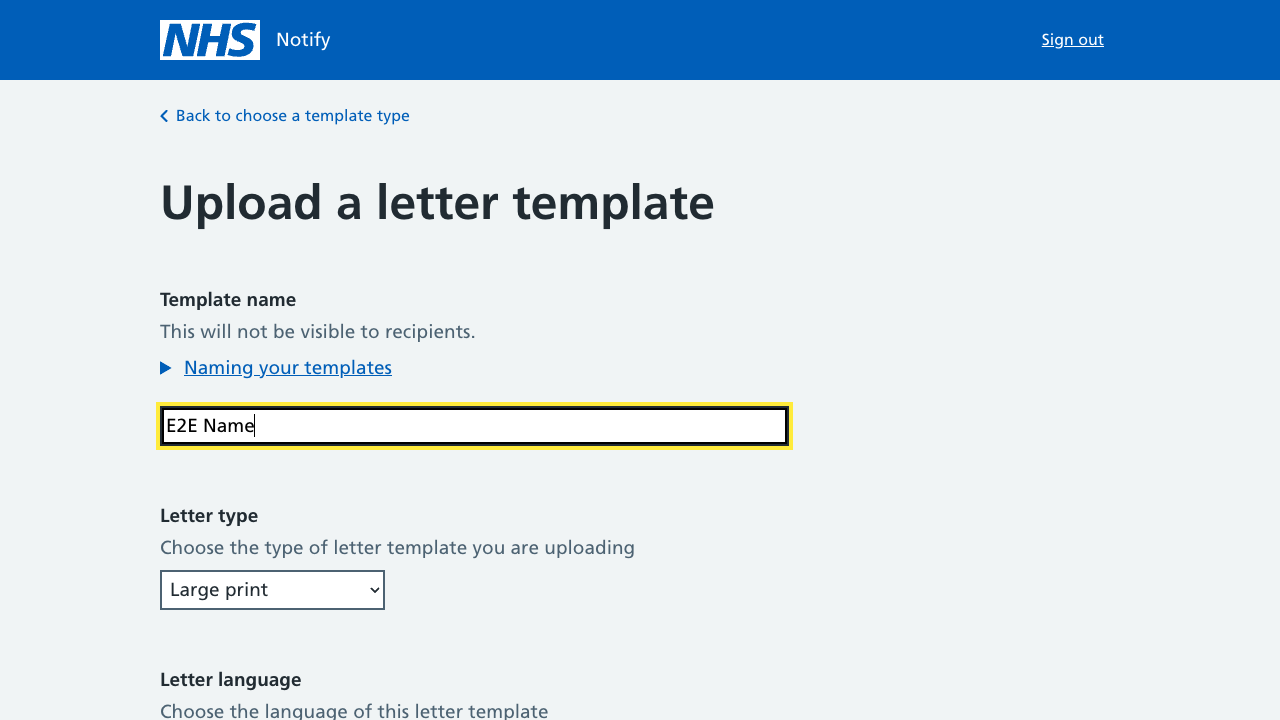 NHS Notify
Sign out
Back to choose a template type
Upload a letter template
Template name
This will not be visible to recipients.
Naming your templates
E2E Name
Letter type
Choose the type of letter template you are uploading
Large print
Letter language
Choose the language of this letter template